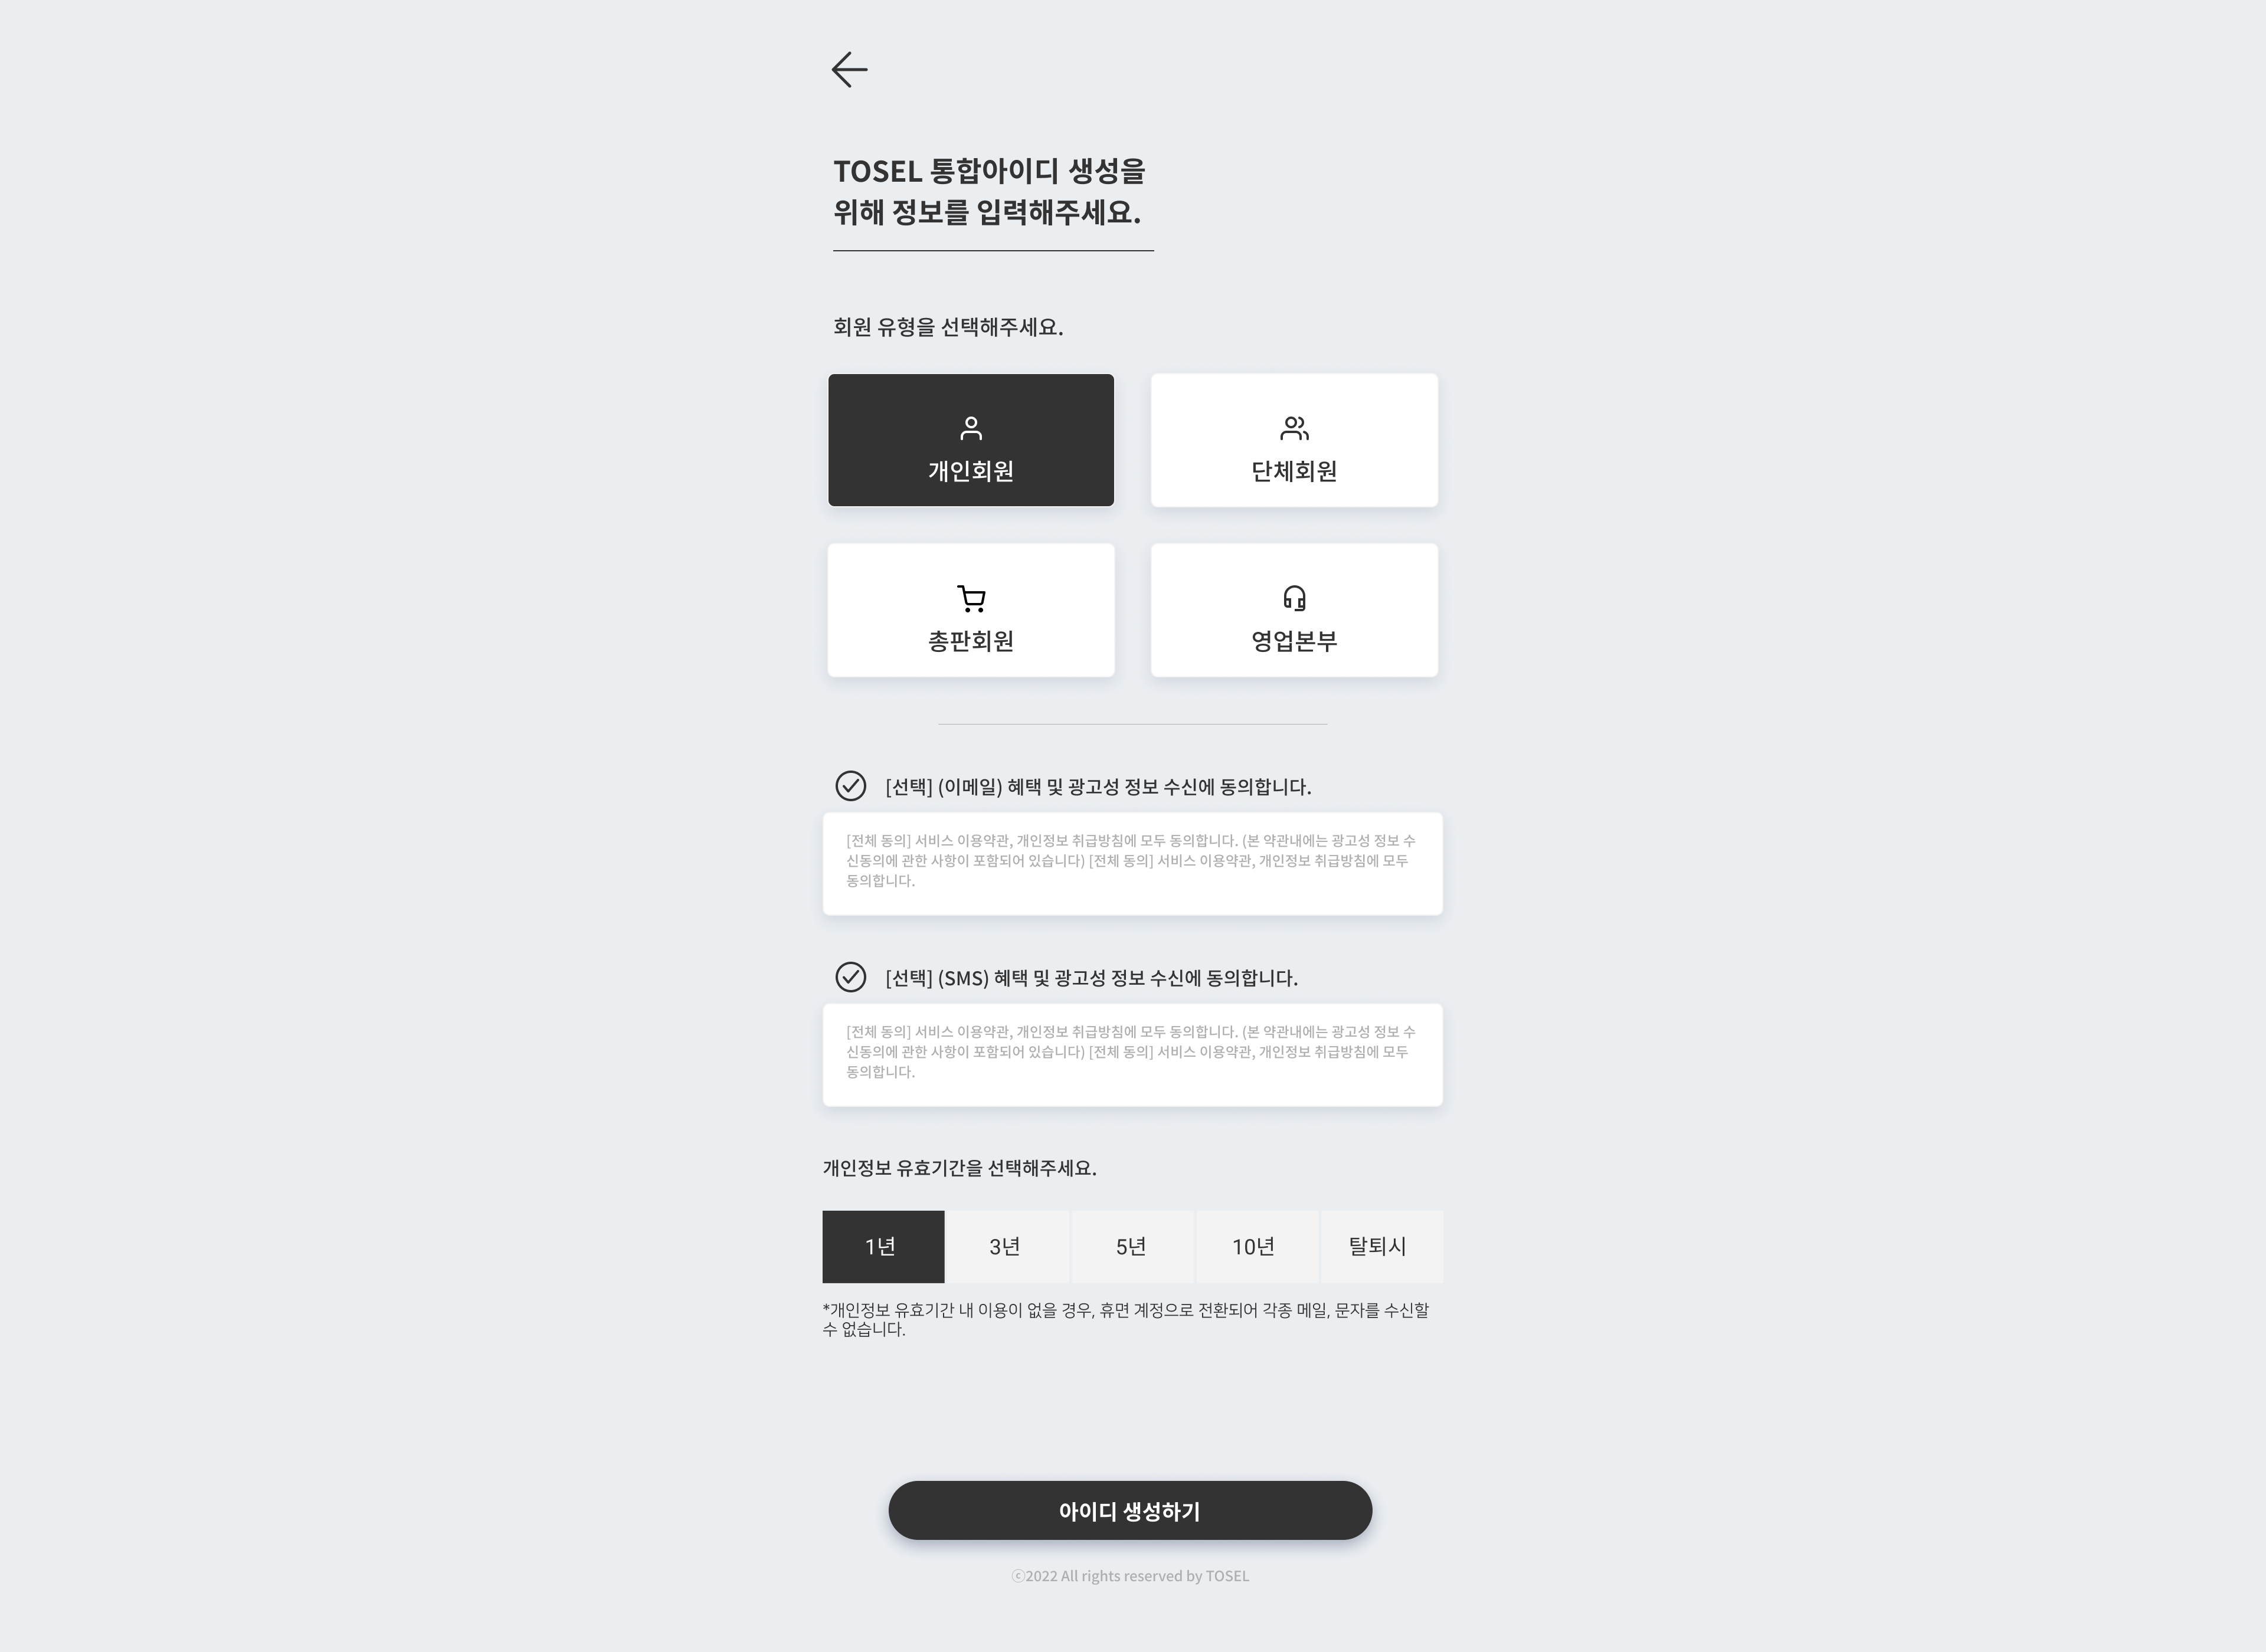 TOSEL 통합아이디 생성을
위해 정보를 입력해주세요.
회원 유형을 선택해주세요.
개인회원
단체회원
총판회원
영업본부
[선택] (이메일) 혜택 및 광고성 정보 수신에 동의합니다.
[전체 동의] 서비스 이용약관, 개인정보 취급방침에 모두 동의합니다. (본 약관내에는 광고성 정보 수
신동의에 관한 사항이 포함되어 있습니다) [전체 동의] 서비스 이용약관, 개인정보 취급방침에 모두
동의합니다.
[선택] (SMS) 혜택 및 광고성 정보 수신에 동의합니다.
[전체 동의] 서비스 이용약관, 개인정보 취급방침에 모두 동의합니다. (본 약관내에는 광고성 정보 수
신동의에 관한 사항이 포함되어 있습니다) [전체 동의] 서비스 이용약관, 개인정보 취급방침에 모두
동의합니다.
개인정보 유효기간을 선택해주세요.
1년
3년
5년
10년
탈퇴시
*개인정보 유효기간 내 이용이 없을 경우, 휴면 계정으로 전환되어 각종 메일, 문자를 수신할
수 없습니다.
아이디 생성하기
ⓒ2022 All rights reserved by TOSEL